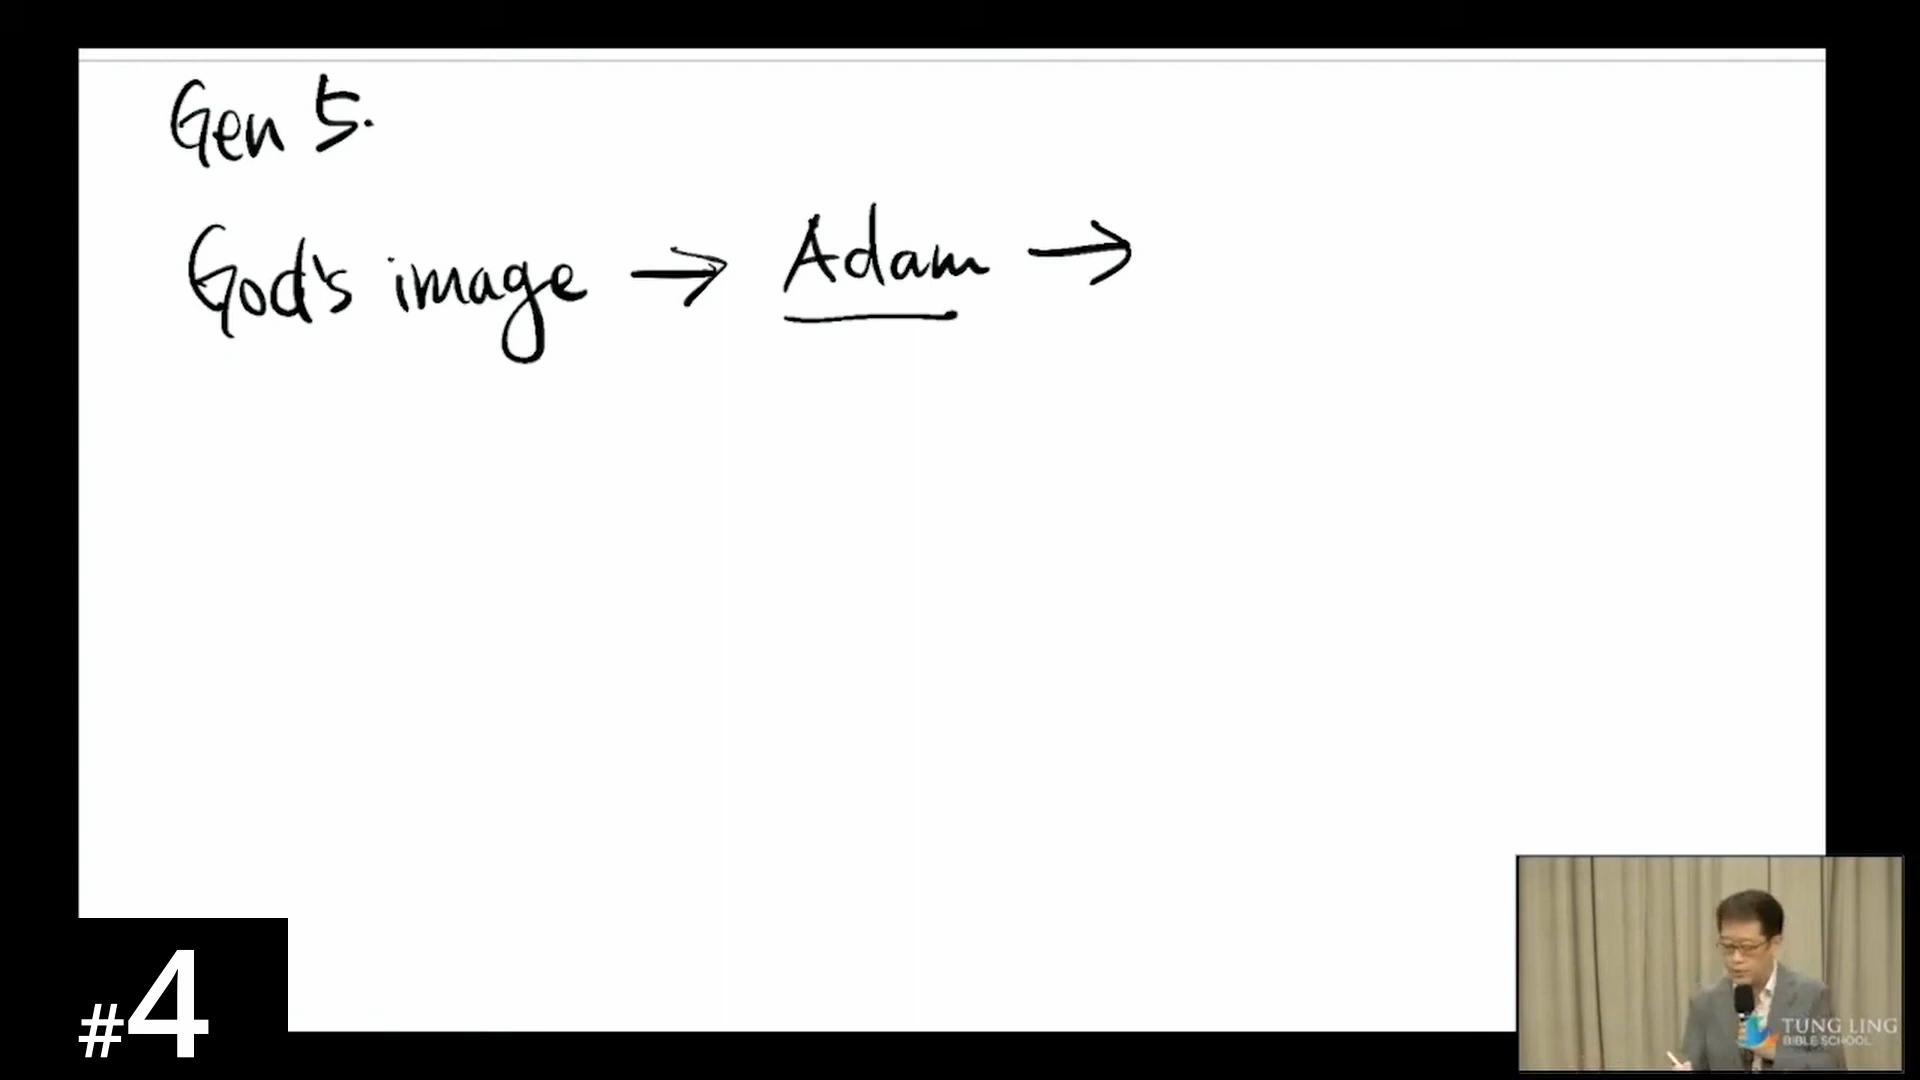 Gen 5.
God's image → Adam →
#4
TUNG LING
BIBLE SCHOOL